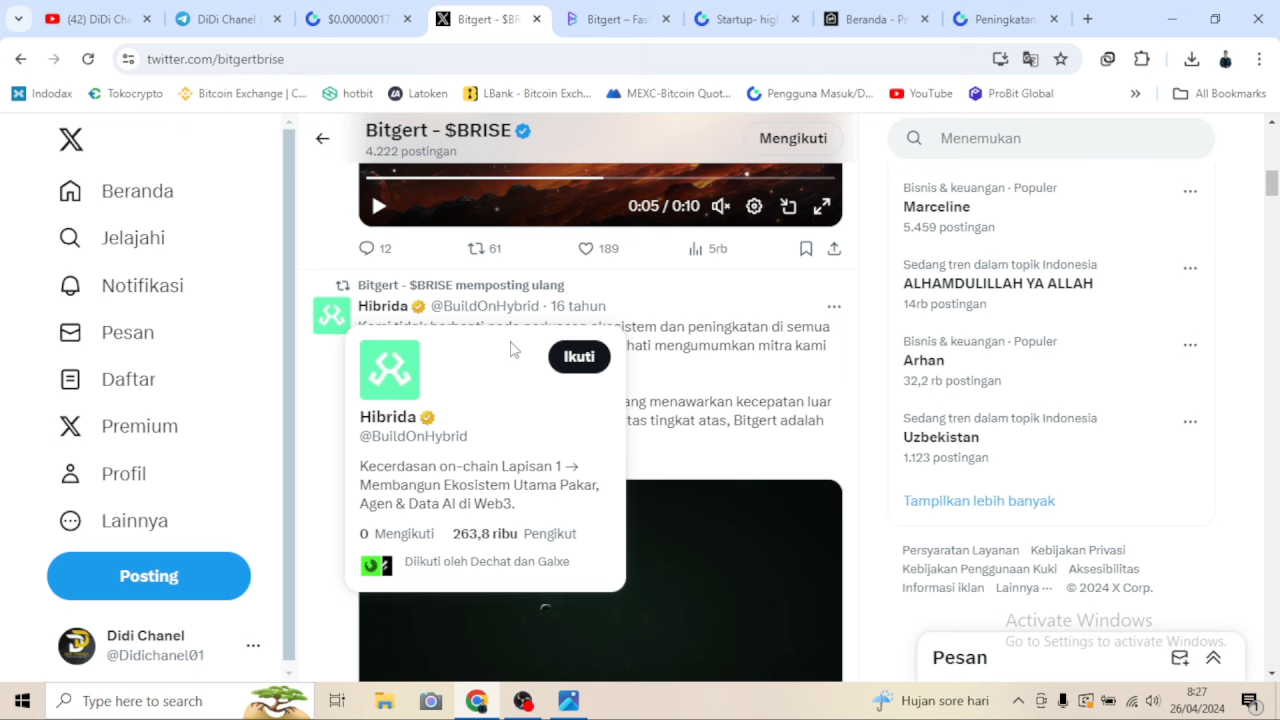 (42) DiDi Chanel
DiDi Chanel
$0.00000017
Bitgert - $BR
Bitgert – Fast
Startup- high
Beranda - Pr
Peningkatan
twitter.com/bitgertbrise
Indodax
Tokocrypto
Bitcoin Exchange | C...
hotbit
Latoken
LBank - Bitcoin Exch...
MEXC-Bitcoin Quot...
Pengguna Masuk/D...
YouTube
ProBit Global
All Bookmarks
Beranda
Jelajahi
Notifikasi
Pesan
Daftar
Premium
Profil
Lainnya
Posting
Didi Chanel
@Didichanel01
Bitgert - $BRISE
4.222 postingan
Mengikuti
0:05 / 0:10
12
61
189
5rb
Bitgert - $BRISE memposting ulang
Hibrida @BuildOnHybrid · 16 tahun
Kami tidak berhenti pada perluasan ekosistem dan peningkatan di semua
hati mengumumkan mitra kami
ang menawarkan kecepatan luar
tas tingkat atas, Bitgert adalah
Ikuti
Hibrida
@BuildOnHybrid
Kecerdasan on-chain Lapisan 1 →
Membangun Ekosistem Utama Pakar,
Agen & Data AI di Web3.
0 Mengikuti 263,8 ribu Pengikut
Diikuti oleh Dechat dan Galxe
Menemukan
Bisnis & keuangan · Populer
Marceline
5.459 postingan
Sedang tren dalam topik Indonesia
ALHAMDULILLAH YA ALLAH
14rb postingan
Bisnis & keuangan · Populer
Arhan
32,2 rb postingan
Sedang tren dalam topik Indonesia
Uzbekistan
1.123 postingan
Tampilkan lebih banyak
Persyaratan Layanan Kebijakan Privasi
Kebijakan Penggunaan Kuki Aksesibilitas
Informasi iklan Lainnya ··· © 2024 X Corp.
Activate Windows
Go to Settings to activate Windows.
Pesan
Type here to search
Hujan sore hari
8:27
26/04/2024
1